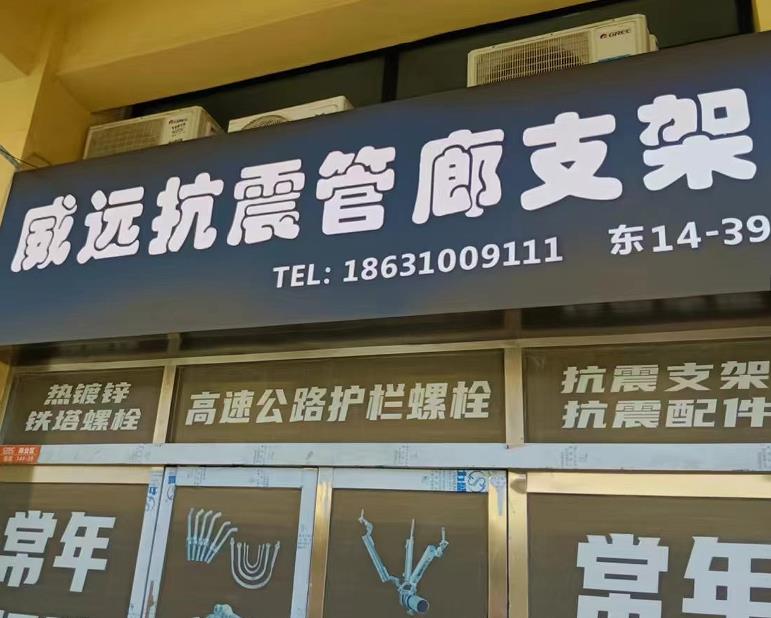 GREE
威远抗震管廊支架
TEL: 18631009111 东14-39
热镀锌
铁塔螺栓
高速公路护栏螺栓
抗震支架
抗震配件
常年
常年